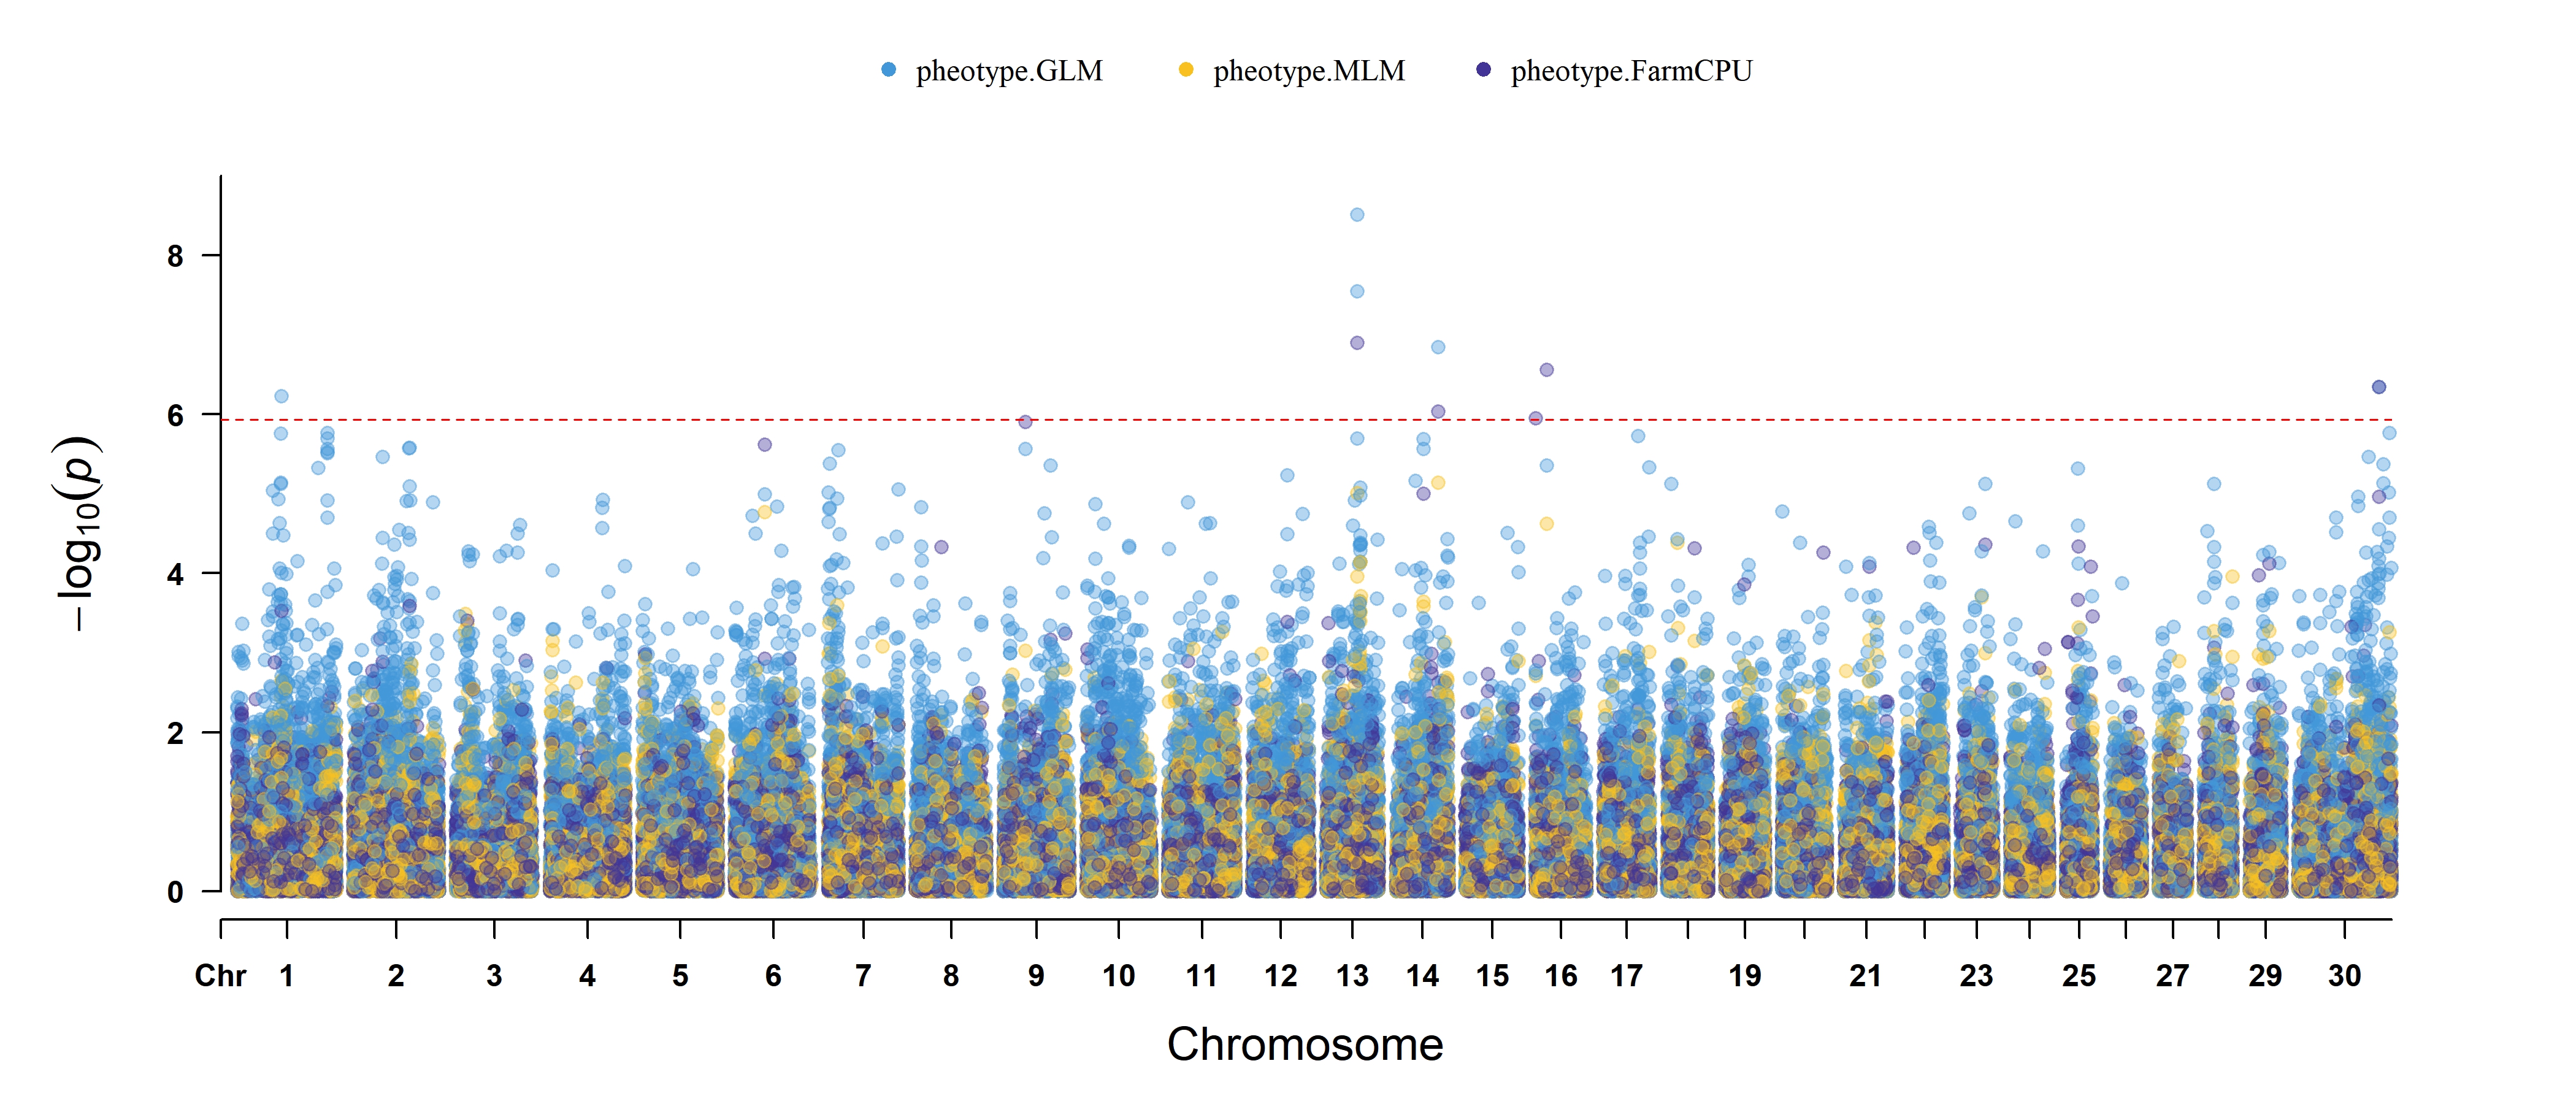 pheotype.GLM pheotype.MLM pheotype.FarmCPU
8
6
4
2
0
−log10(p)
Chr 1 2 3 4 5 6 7 8 9 10 11 12 13 14 15 16 17 19 21 23 25 27 29 30
Chromosome